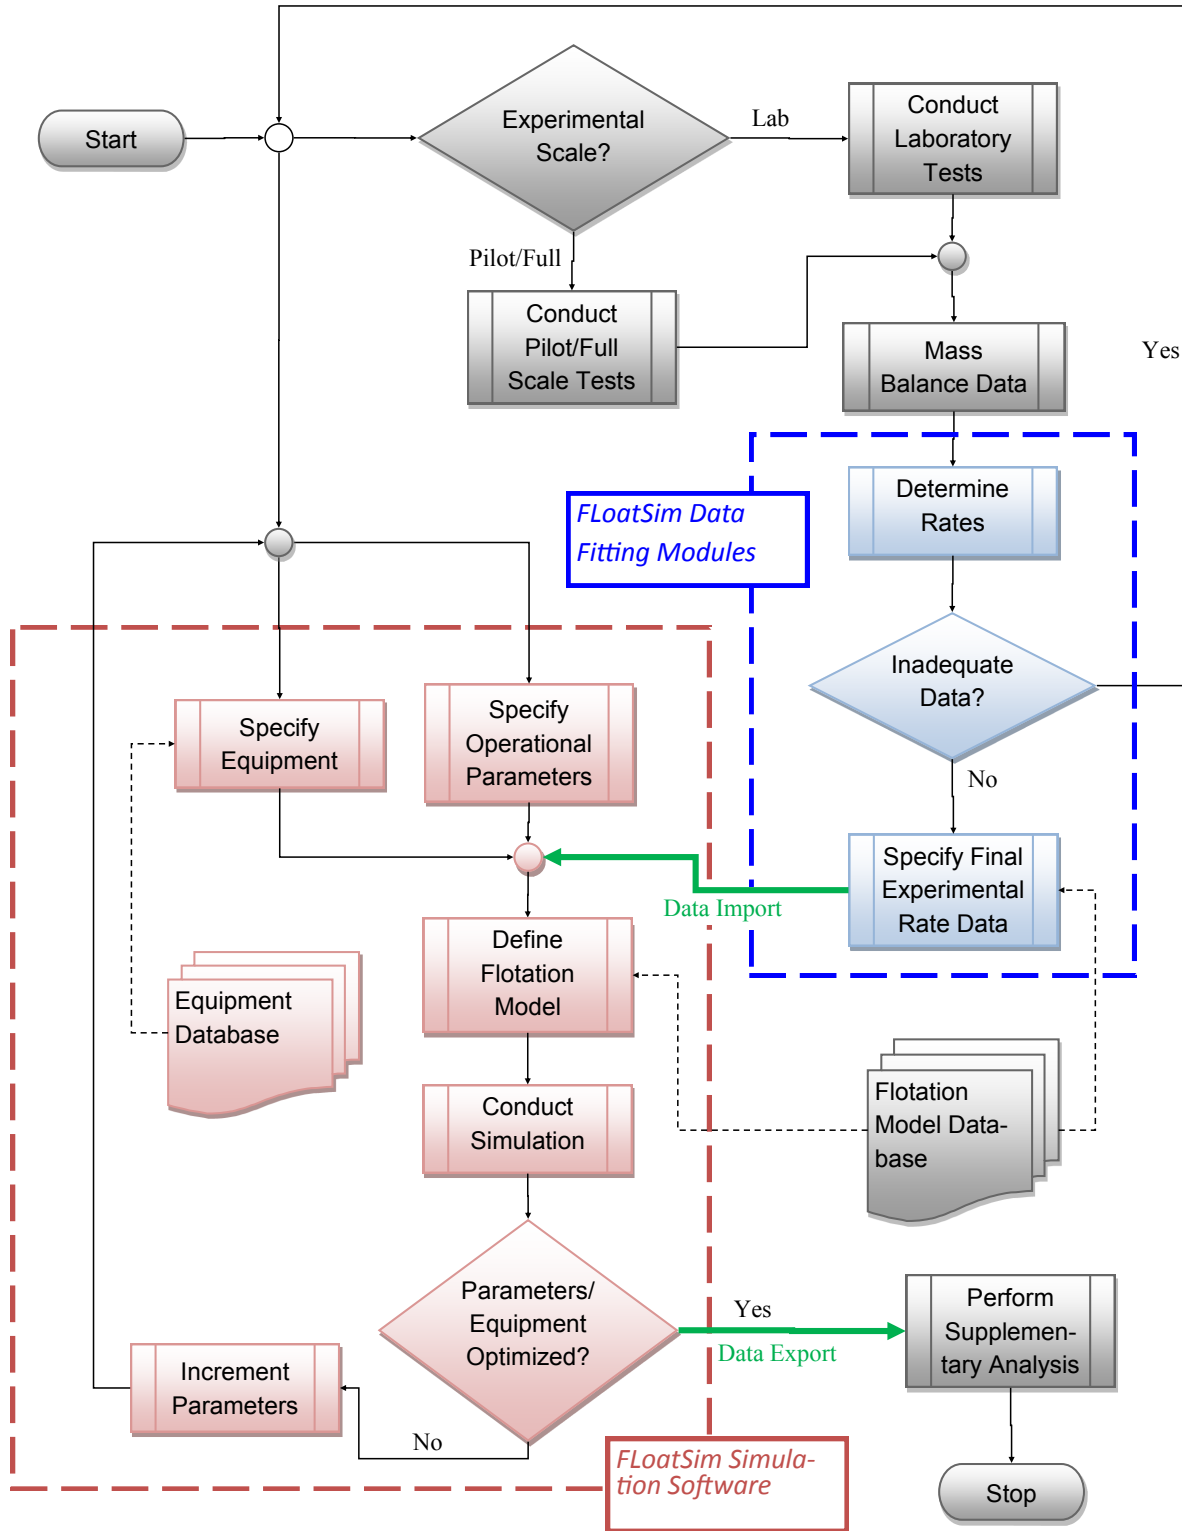 Start
Experimental
Scale?
Lab
Conduct
Laboratory
Tests
Pilot/Full
Conduct
Pilot/Full
Scale Tests
Mass
Balance Data
Yes
Determine
Rates
FLoatSim Data
Fitting Modules
Inadequate
Data?
No
Specify
Equipment
Specify
Operational
Parameters
Specify Final
Experimental
Rate Data
Data Import
Define
Flotation
Model
Equipment
Database
Conduct
Simulation
Flotation
Model Data-
base
Parameters/
Equipment
Optimized?
Yes
Data Export
Perform
Supplemen-
tary Analysis
Increment
Parameters
No
FLoatSim Simula-
tion Software
Stop